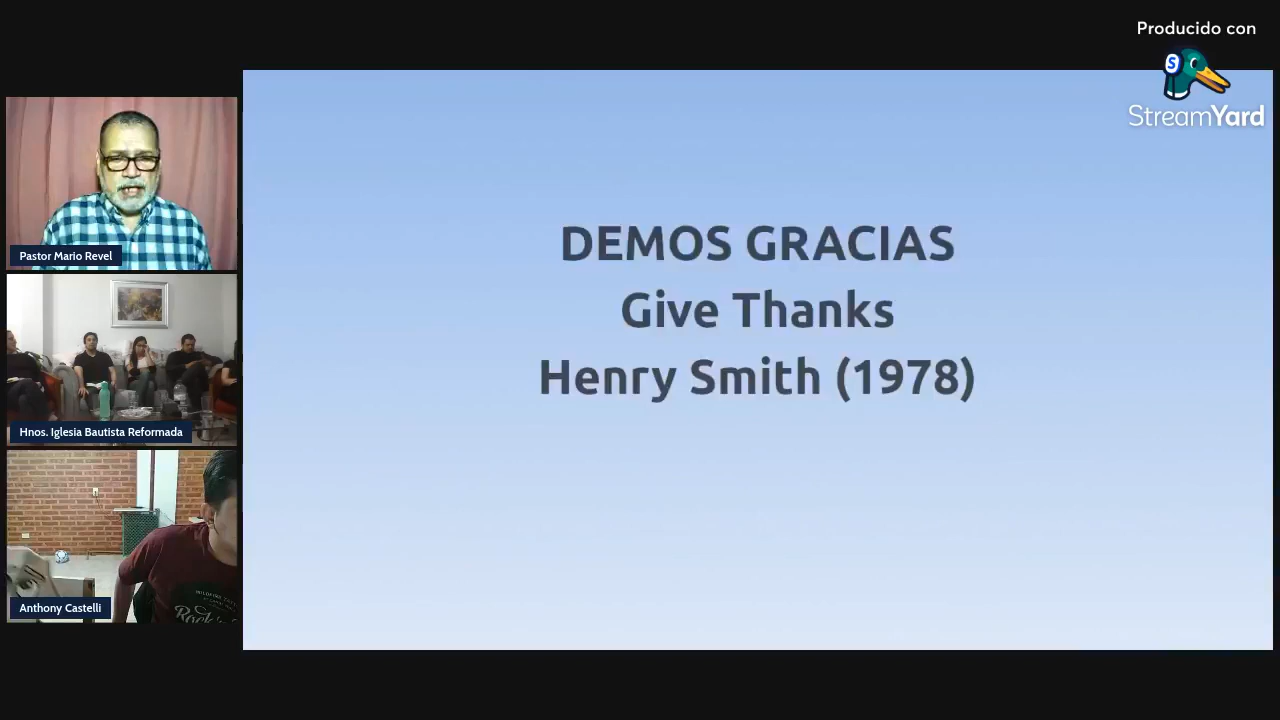 Producido con
StreamYard
Pastor Mario Revel
Hnos. Iglesia Bautista Reformada
Anthony Castelli
DEMOS GRACIAS
Give Thanks
Henry Smith (1978)